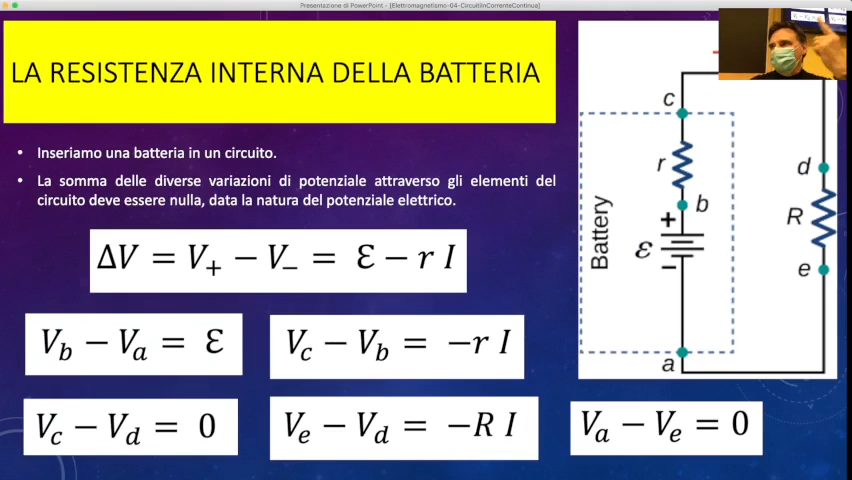 Presentazione di PowerPoint - [Elettromagnetismo-04-CircuitiInCorrenteContinua]
LA RESISTENZA INTERNA DELLA BATTERIA
• Inseriamo una batteria in un circuito.
• La somma delle diverse variazioni di potenziale attraverso gli elementi del
circuito deve essere nulla, data la natura del potenziale elettrico.
ΔV = V₊ − V₋ = Ɛ − r I
V_b − V_a = Ɛ
V_c − V_b = −r I
V_c − V_d = 0
V_e − V_d = −R I
V_a − V_e = 0
c
r
b
+
ε
−
Battery
a
d
R
e